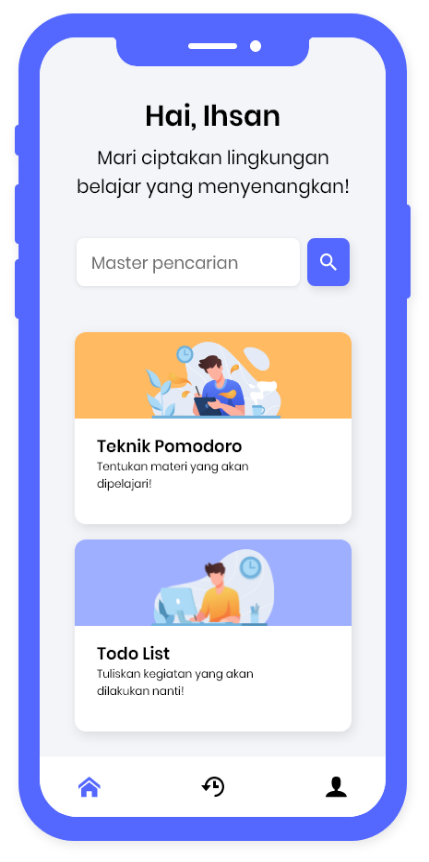 Hai, Ihsan
Mari ciptakan lingkungan
belajar yang menyenangkan!
Master pencarian
Teknik Pomodoro
Tentukan materi yang akan
dipelajari!
Todo List
Tuliskan kegiatan yang akan
dilakukan nanti!